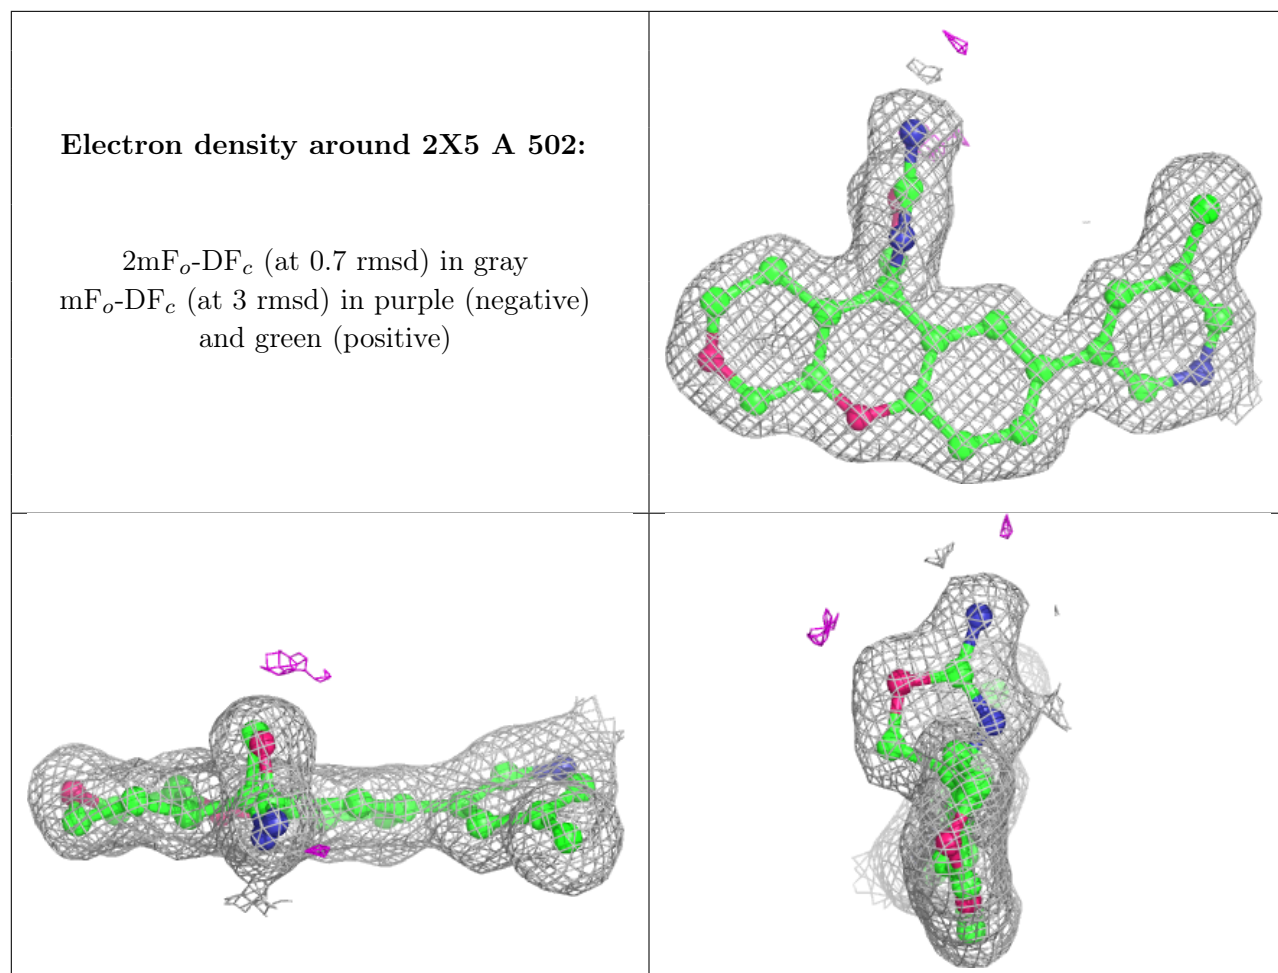 Electron density around 2X5 A 502:
2mFo-DFc (at 0.7 rmsd) in gray
mFo-DFc (at 3 rmsd) in purple (negative)
and green (positive)